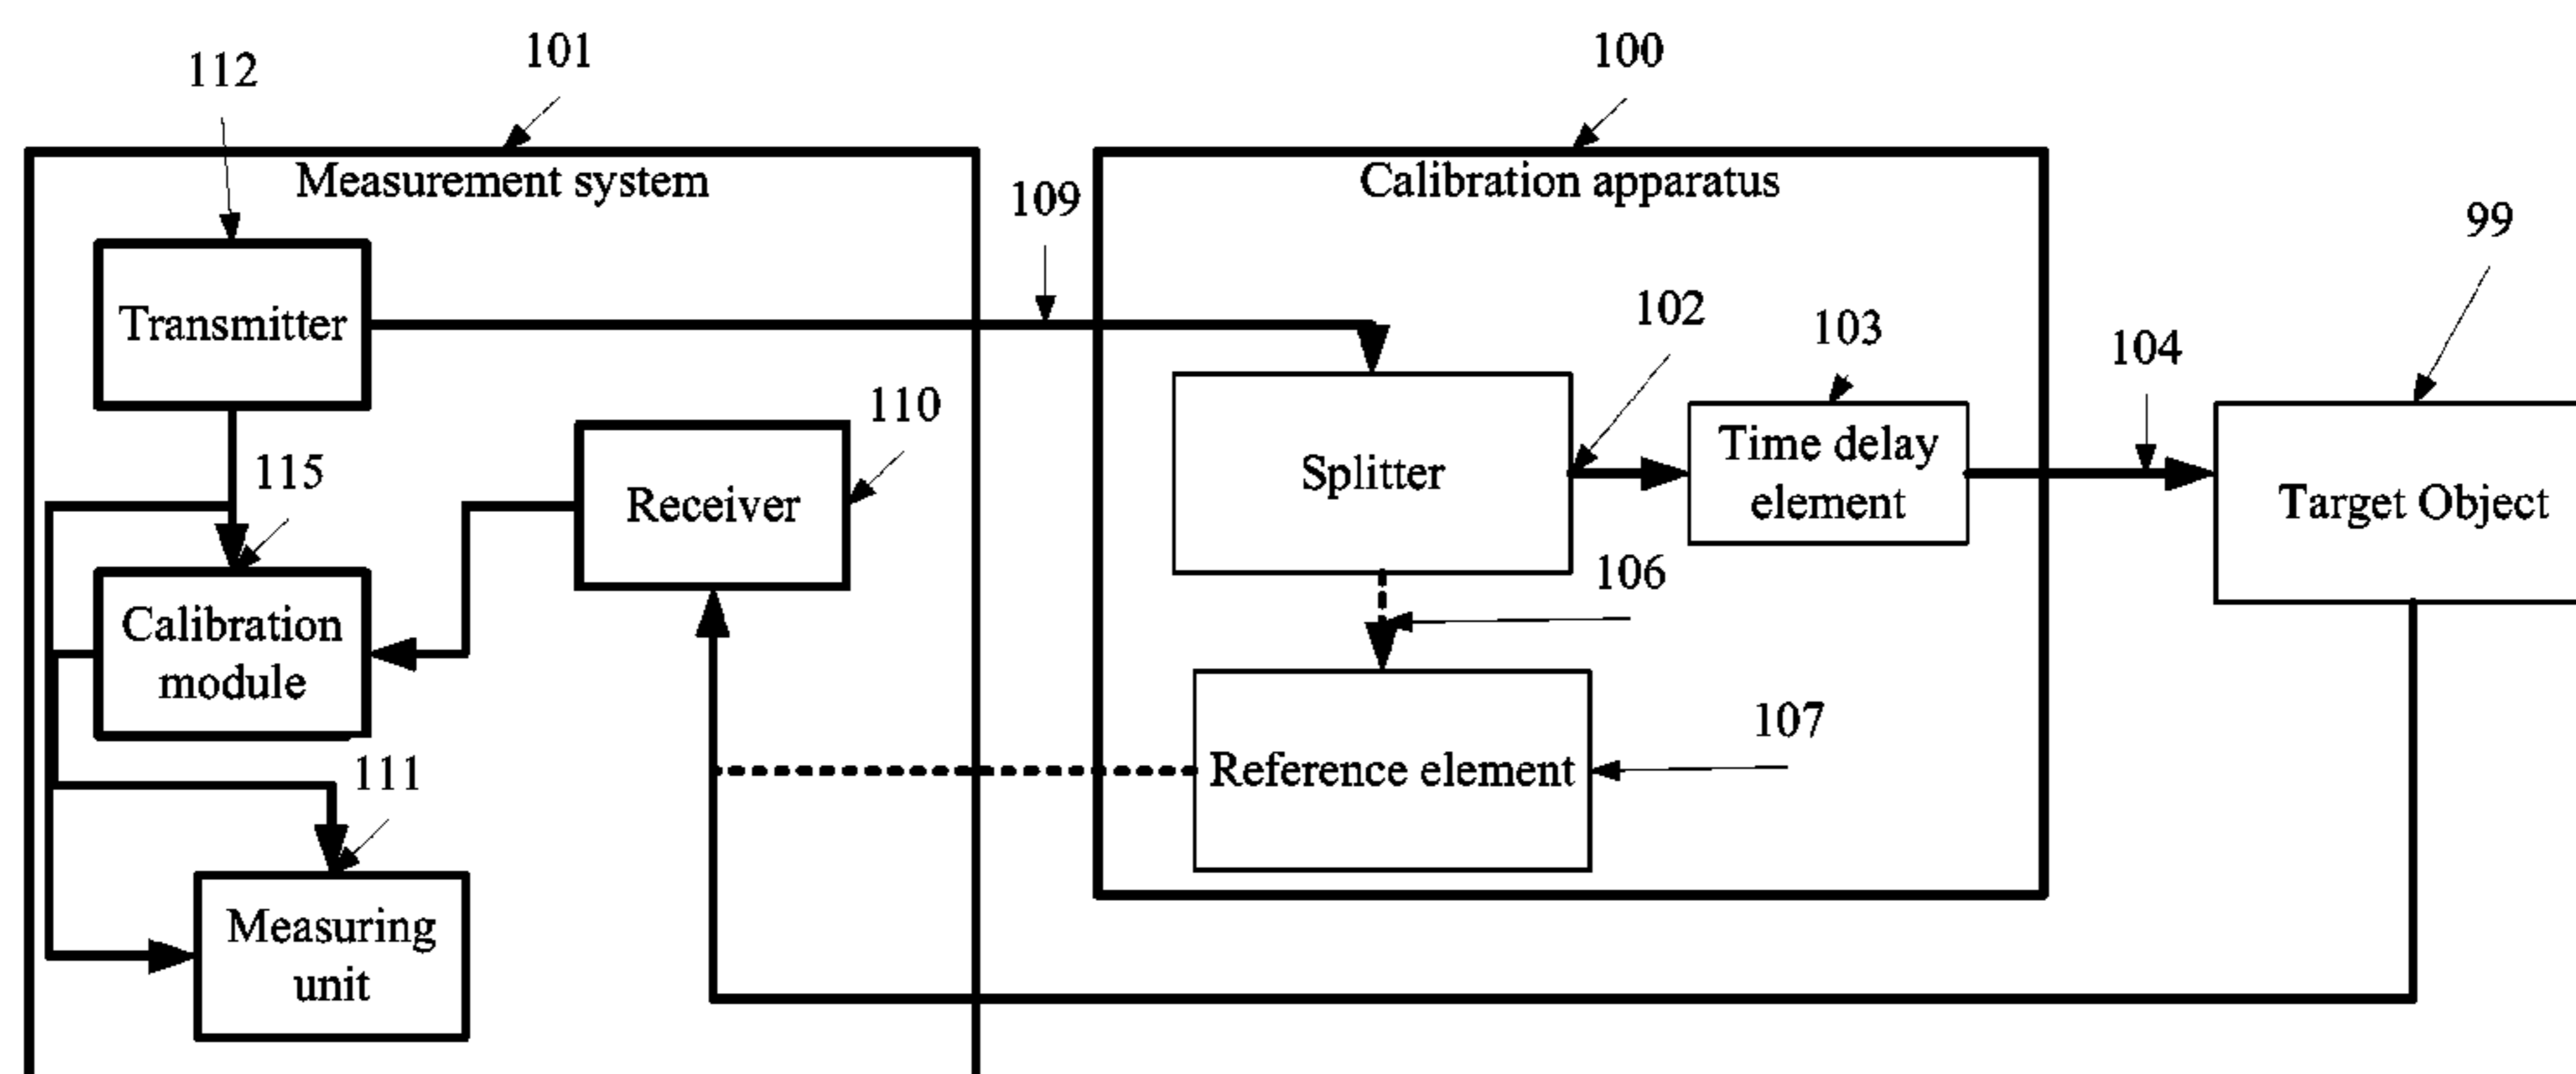 101
100
112
Measurement system
Calibration apparatus
109
99
Transmitter
102
103
104
110
115
Receiver
Splitter
Time delay
element
Target Object
106
Calibration
module
107
111
Reference element
Measuring
unit